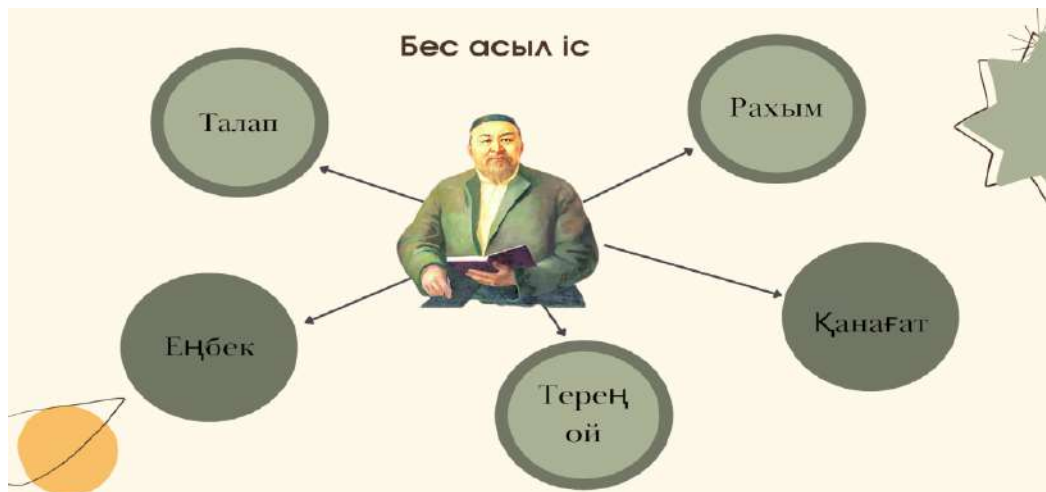 Бес асыл іс
Талап
Рахым
Еңбек
Қанағат
Терең
ой